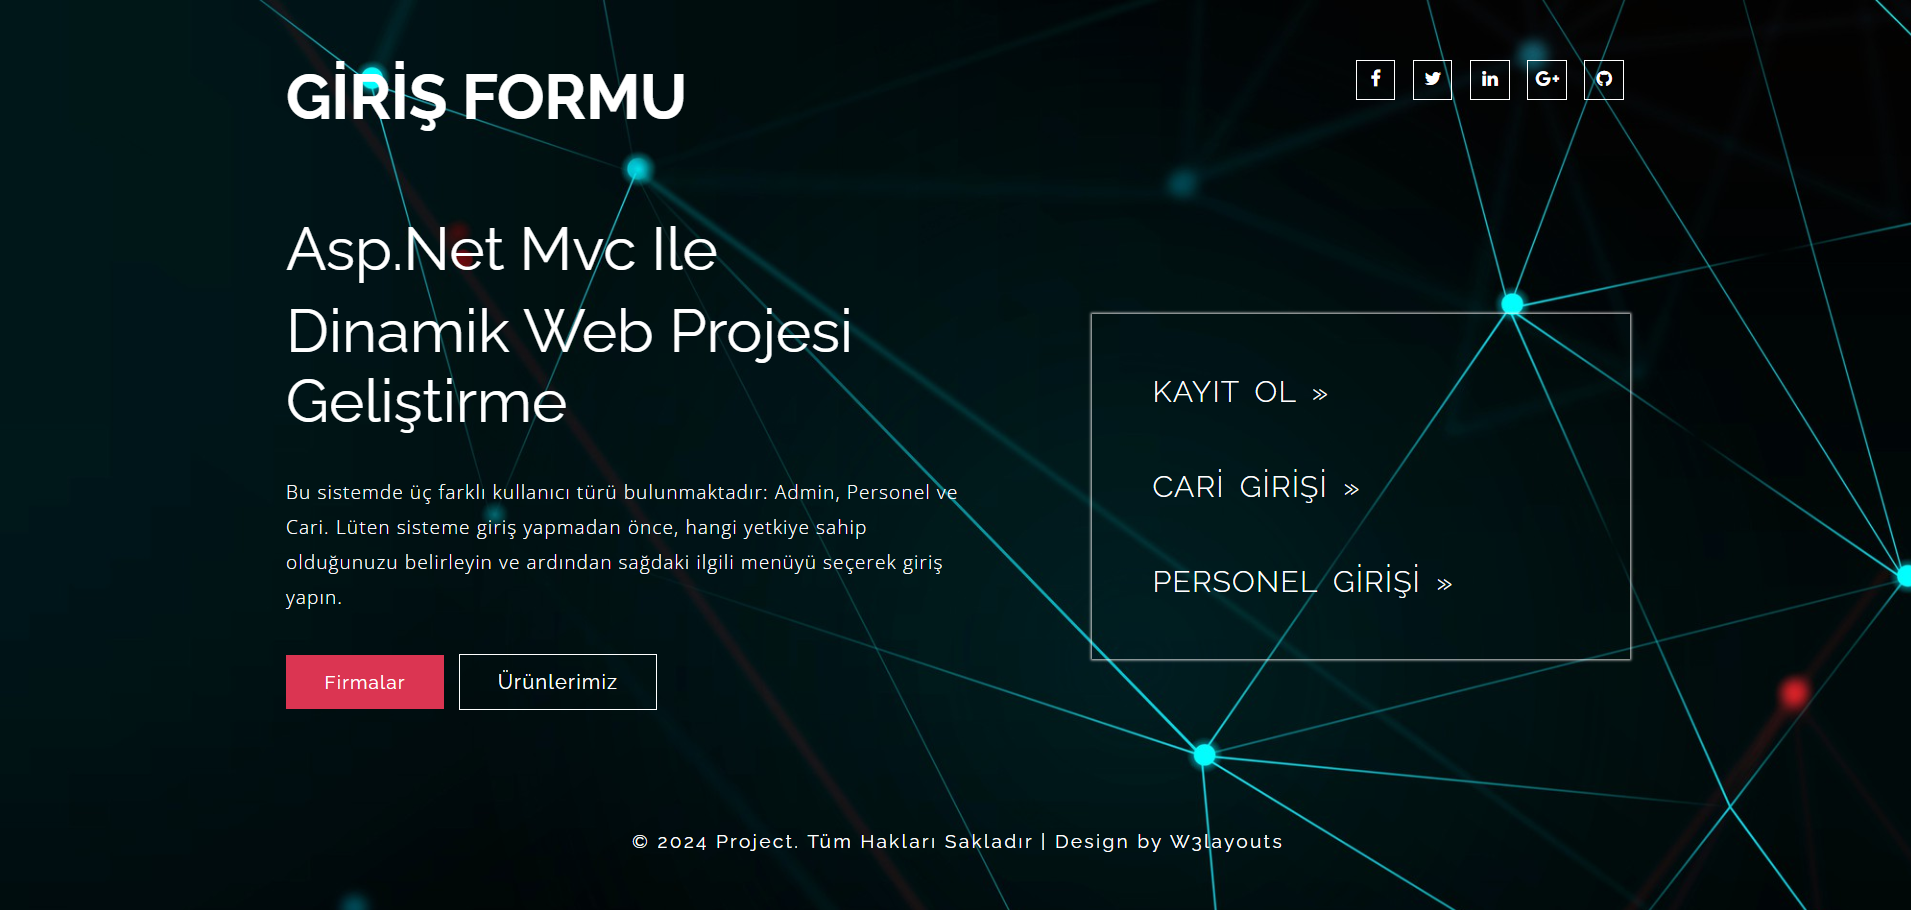 GİRİŞ FORMU
Asp.Net Mvc Ile
Dinamik Web Projesi
Geliştirme
Bu sistemde üç farklı kullanıcı türü bulunmaktadır: Admin, Personel ve
Cari. Lüten sisteme giriş yapmadan önce, hangi yetkiye sahip
olduğunuzu belirleyin ve ardından sağdaki ilgili menüyü seçerek giriş
yapın.
Firmalar
Ürünlerimiz
KAYIT OL »
CARİ GİRİŞİ »
PERSONEL GİRİŞİ »
© 2024 Project. Tüm Hakları Sakladır | Design by W3layouts